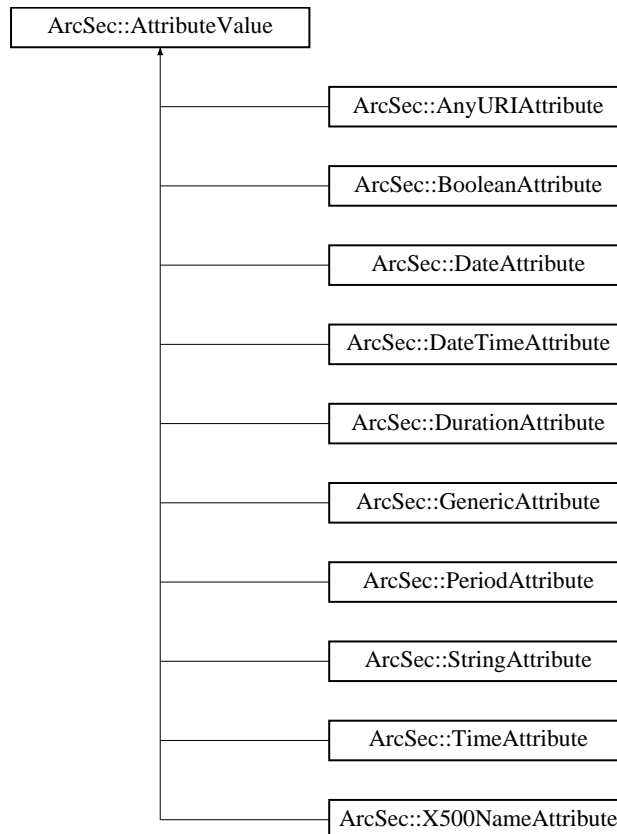 ArcSec::AttributeValue
ArcSec::AnyURIAttribute
ArcSec::BooleanAttribute
ArcSec::DateAttribute
ArcSec::DateTimeAttribute
ArcSec::DurationAttribute
ArcSec::GenericAttribute
ArcSec::PeriodAttribute
ArcSec::StringAttribute
ArcSec::TimeAttribute
ArcSec::X500NameAttribute